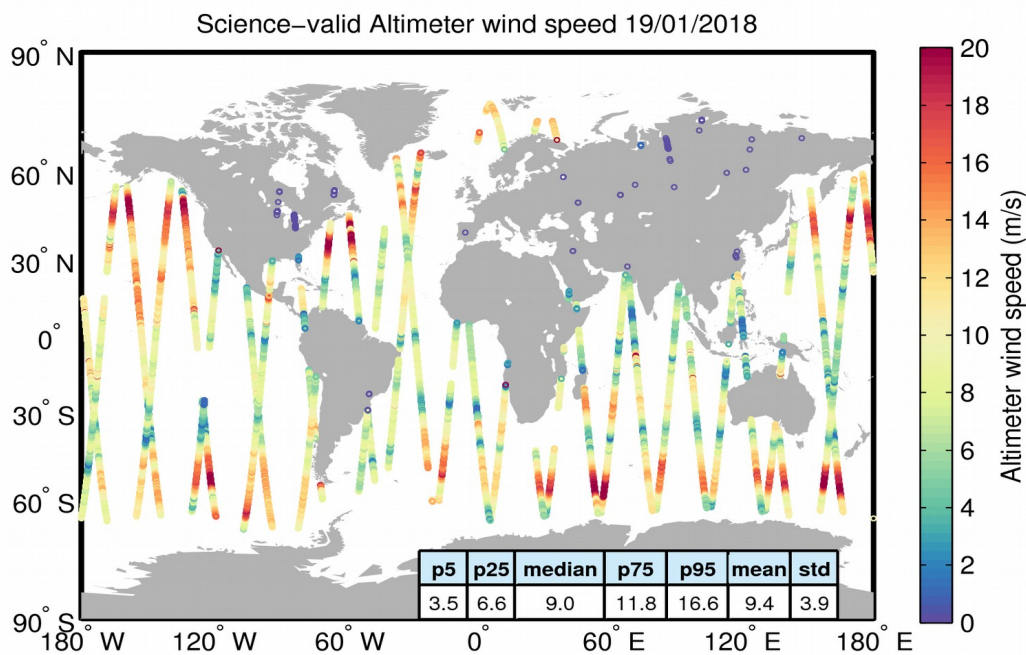 Science−valid Altimeter wind speed 19/01/2018
90° N
60° N
30° N
0°
30° S
60° S
90° S
180° W
120° W
60° W
0°
60° E
120° E
180° E
p5 p25 median p75 p95 mean std
3.5 6.6 9.0 11.8 16.6 9.4 3.9
20
18
16
14
12
10
8
6
4
2
0
Altimeter wind speed (m/s)